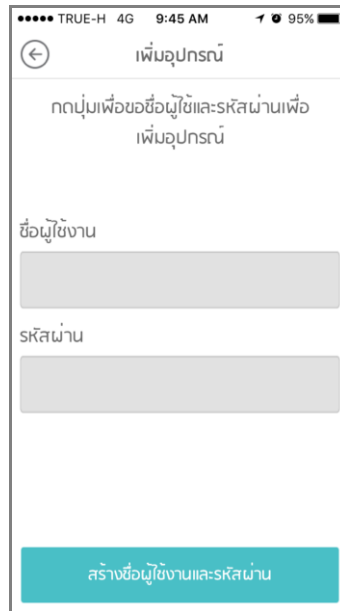 TRUE-H 4G 9:45 AM 95%
เพิ่มอุปกรณ์
กดปุ่มเพื่อขอชื่อผู้ใช้และรหัสผ่านเพื่อ
เพิ่มอุปกรณ์
ชื่อผู้ใช้งาน
รหัสผ่าน
สร้างชื่อผู้ใช้งานและรหัสผ่าน